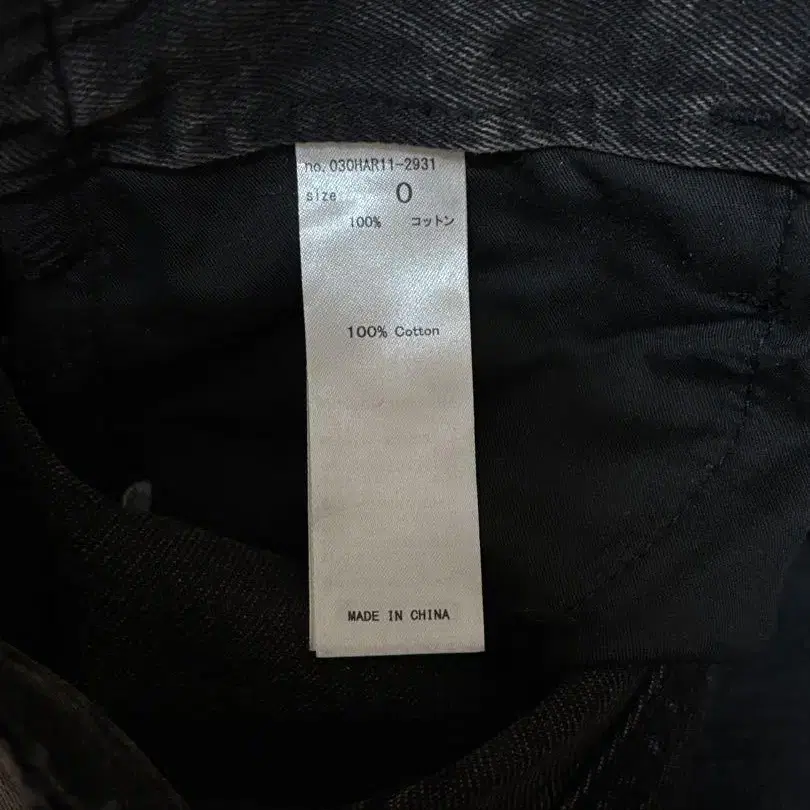 no.030HAR11-2931
size 0
100% コットン
100% Cotton
MADE IN CHINA